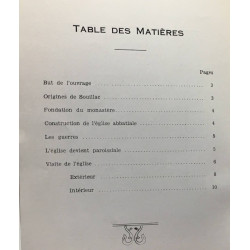 TABLE DES MATIÈRES
Pages
But de l'ouvrage 3
Origines de Souillac 3
Fondation du monastère 4
Construction de l'église abbatiale 4
Les guerres 5
L'église devient paroissiale 5
Visite de l'église 6
Extérieur 6
Intérieur 10